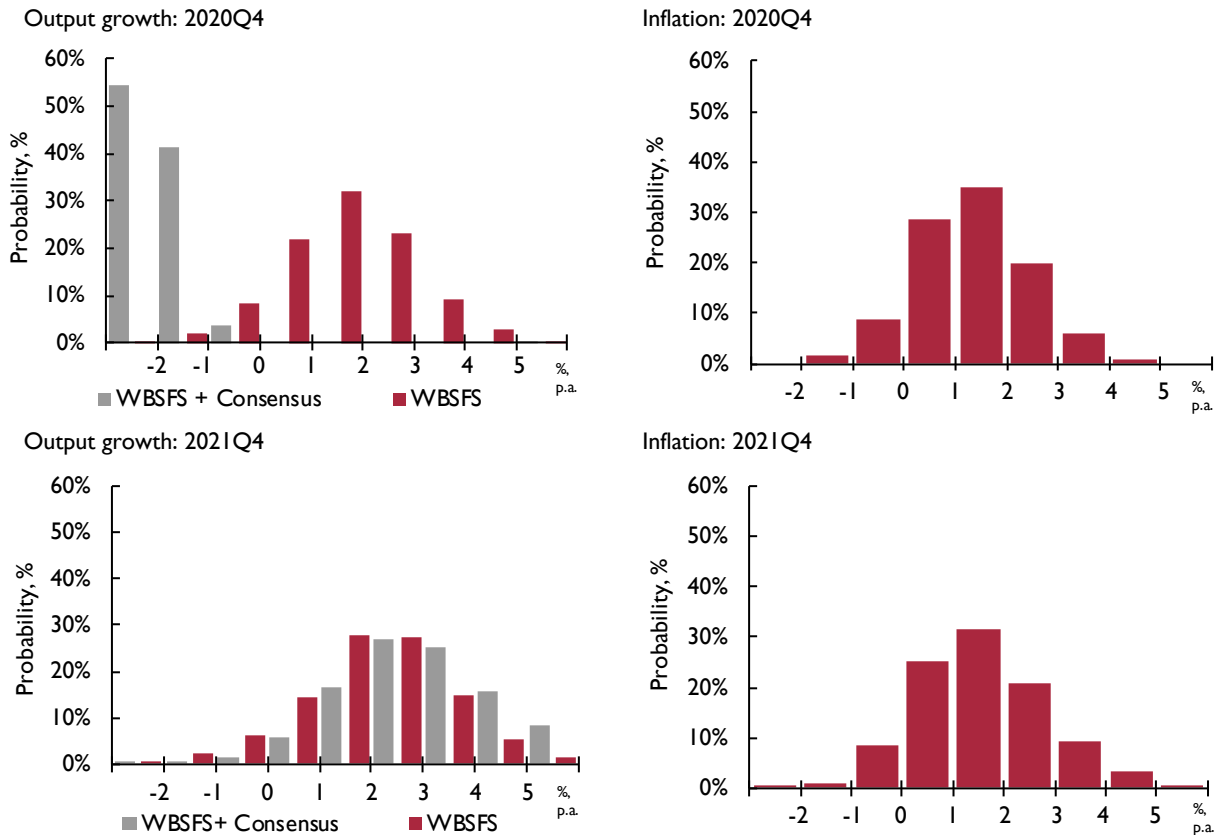 Output growth: 2020Q4
60%
50%
40%
30%
20%
10%
0%
Probability, %
-2 -1 0 1 2 3 4 5 %, p.a.
WBSFS + Consensus WBSFS
Inflation: 2020Q4
60%
50%
40%
30%
20%
10%
0%
Probability, %
-2 -1 0 1 2 3 4 5 %, p.a.
Output growth: 2021Q4
60%
50%
40%
30%
20%
10%
0%
Probability, %
-2 -1 0 1 2 3 4 5 %, p.a.
WBSFS+ Consensus WBSFS
Inflation: 2021Q4
60%
50%
40%
30%
20%
10%
0%
Probability, %
-2 -1 0 1 2 3 4 5 %, p.a.